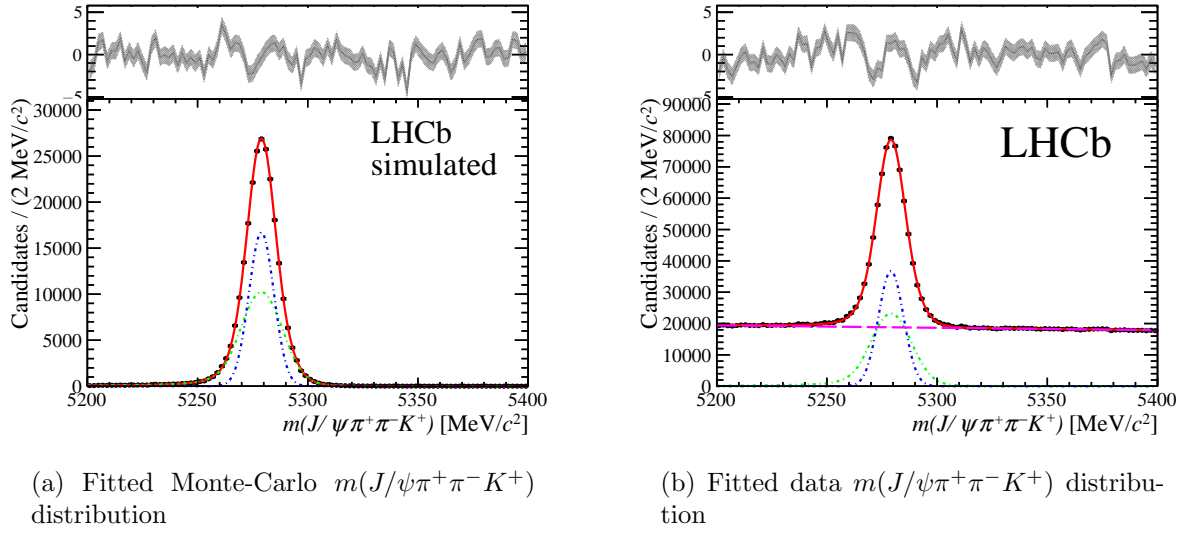 5
0
−5
30000
LHCb
simulated
25000
20000
15000
10000
5000
0
5200 5250 5300 5350 5400
Candidates / (2 MeV/c²)
m(J/ψπ⁺π⁻K⁺) [MeV/c²]
(a) Fitted Monte-Carlo m(J/ψπ⁺π⁻K⁺)
distribution
5
0
5
90000
80000
LHCb
70000
60000
50000
40000
30000
20000
10000
0
5200 5250 5300 5350 5400
Candidates / (2 MeV/c²)
m(J/ψπ⁺π⁻K⁺) [MeV/c²]
(b) Fitted data m(J/ψπ⁺π⁻K⁺) distribu-
tion